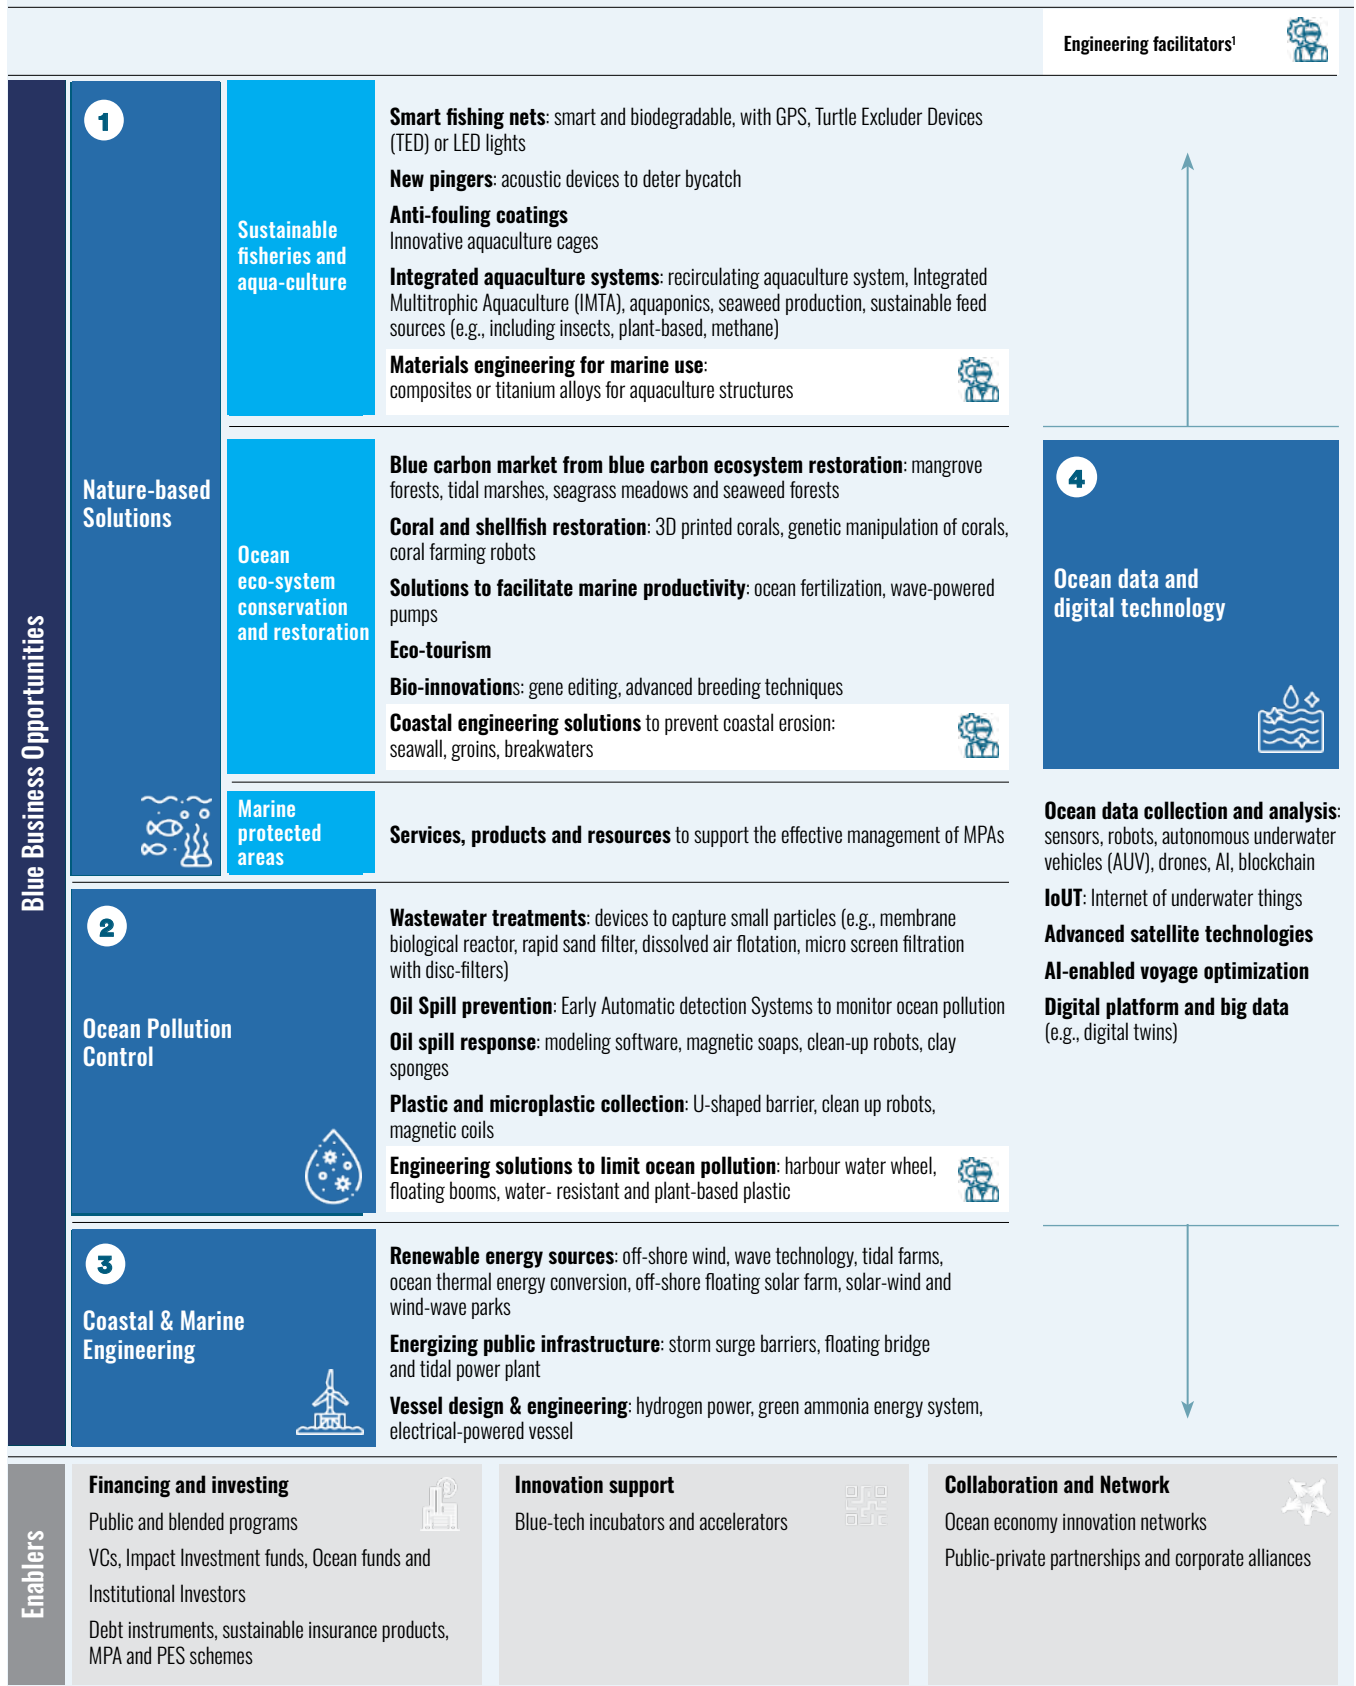 Engineering facilitators¹
Blue Business Opportunities
1
Nature-based
Solutions
Sustainable
fisheries and
aqua-culture
Smart fishing nets: smart and biodegradable, with GPS, Turtle Excluder Devices
(TED) or LED lights
New pingers: acoustic devices to deter bycatch
Anti-fouling coatings
Innovative aquaculture cages
Integrated aquaculture systems: recirculating aquaculture system, Integrated
Multitrophic Aquaculture (IMTA), aquaponics, seaweed production, sustainable feed
sources (e.g., including insects, plant-based, methane)
Materials engineering for marine use:
composites or titanium alloys for aquaculture structures
Ocean
eco-system
conservation
and restoration
Blue carbon market from blue carbon ecosystem restoration: mangrove
forests, tidal marshes, seagrass meadows and seaweed forests
Coral and shellfish restoration: 3D printed corals, genetic manipulation of corals,
coral farming robots
Solutions to facilitate marine productivity: ocean fertilization, wave-powered
pumps
Eco-tourism
Bio-innovations: gene editing, advanced breeding techniques
Coastal engineering solutions to prevent coastal erosion:
seawall, groins, breakwaters
Marine
protected
areas
Services, products and resources to support the effective management of MPAs
2
Ocean Pollution
Control
Wastewater treatments: devices to capture small particles (e.g., membrane
biological reactor, rapid sand filter, dissolved air flotation, micro screen filtration
with disc-filters)
Oil Spill prevention: Early Automatic detection Systems to monitor ocean pollution
Oil spill response: modeling software, magnetic soaps, clean-up robots, clay
sponges
Plastic and microplastic collection: U-shaped barrier, clean up robots,
magnetic coils
Engineering solutions to limit ocean pollution: harbour water wheel,
floating booms, water- resistant and plant-based plastic
3
Coastal & Marine
Engineering
Renewable energy sources: off-shore wind, wave technology, tidal farms,
ocean thermal energy conversion, off-shore floating solar farm, solar-wind and
wind-wave parks
Energizing public infrastructure: storm surge barriers, floating bridge
and tidal power plant
Vessel design & engineering: hydrogen power, green ammonia energy system,
electrical-powered vessel
4
Ocean data and
digital technology
Ocean data collection and analysis:
sensors, robots, autonomous underwater
vehicles (AUV), drones, AI, blockchain
IoUT: Internet of underwater things
Advanced satellite technologies
AI-enabled voyage optimization
Digital platform and big data
(e.g., digital twins)
Enablers
Financing and investing
Public and blended programs
VCs, Impact Investment funds, Ocean funds and
Institutional Investors
Debt instruments, sustainable insurance products,
MPA and PES schemes
Innovation support
Blue-tech incubators and accelerators
Collaboration and Network
Ocean economy innovation networks
Public-private partnerships and corporate alliances